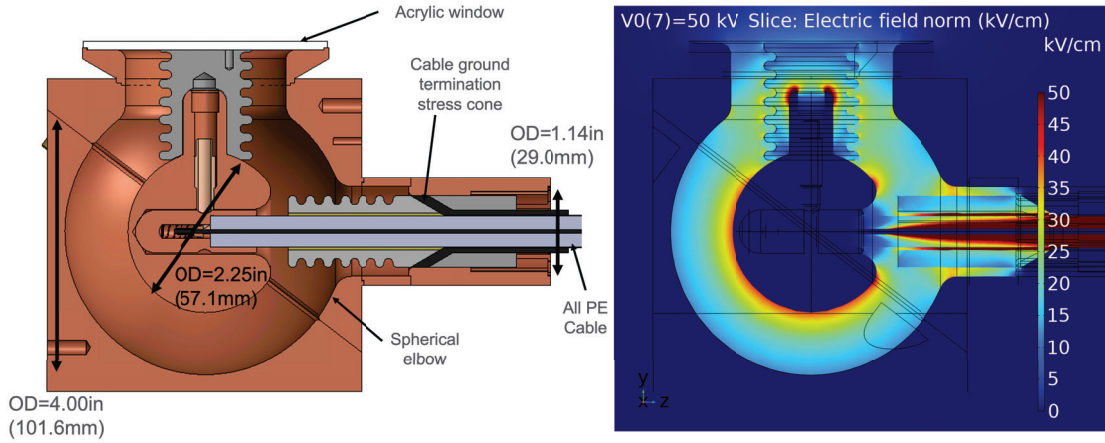 Acrylic window
Cable ground
termination
stress cone
OD=1.14in
(29.0mm)
OD=2.25in
(57.1mm)
All PE
Cable
Spherical
elbow
OD=4.00in
(101.6mm)
V0(7)=50 kV Slice: Electric field norm (kV/cm)
kV/cm
50
45
40
35
30
25
20
15
10
5
0
y
x z